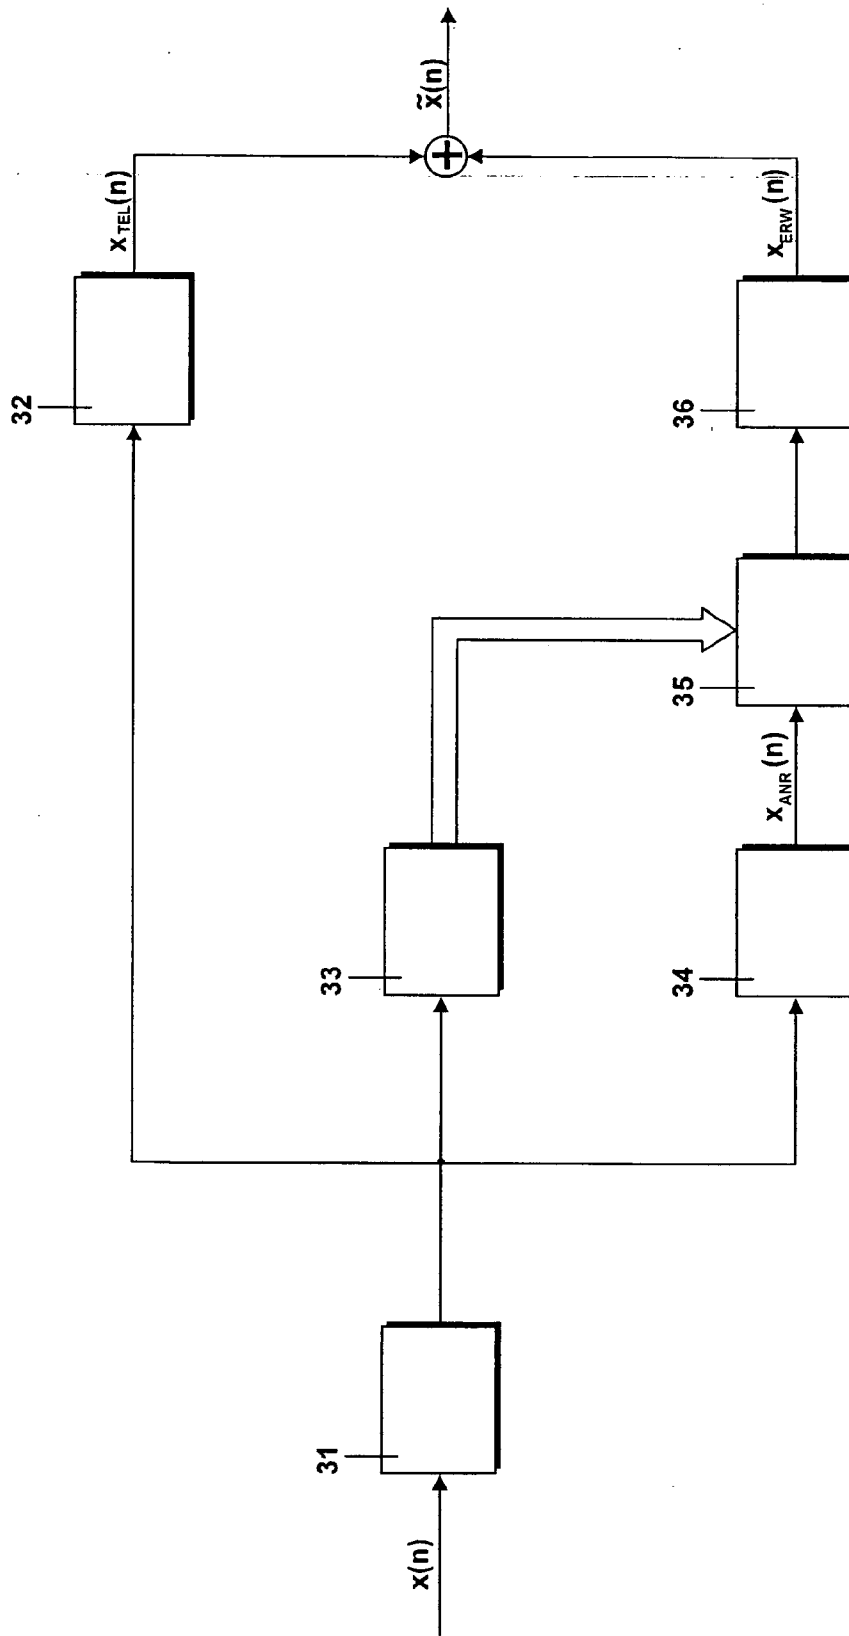 x(n)
31
32
x_TEL(n)
33
34
x_ANR(n)
35
36
x_ERW(n)
+
x̃(n)